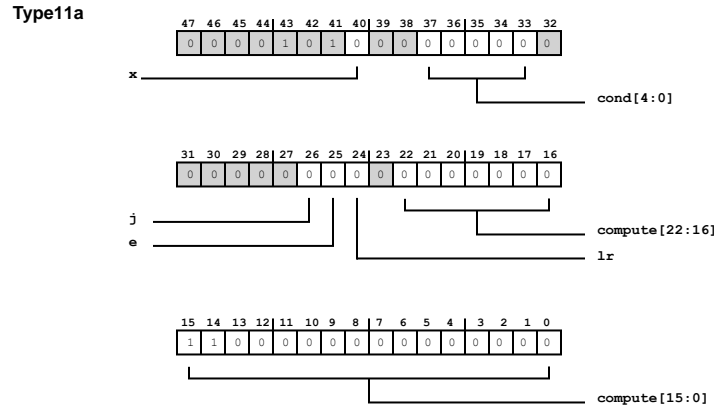 Type11a
47 46 45 44 43 42 41 40 39 38 37 36 35 34 33 32
0 0 0 0 1 0 1 0 0 0 0 0 0 0 0 0
x
cond[4:0]
31 30 29 28 27 26 25 24 23 22 21 20 19 18 17 16
0 0 0 0 0 0 0 0 0 0 0 0 0 0 0 0
j
compute[22:16]
e
lr
15 14 13 12 11 10 9 8 7 6 5 4 3 2 1 0
1 1 0 0 0 0 0 0 0 0 0 0 0 0 0 0
compute[15:0]